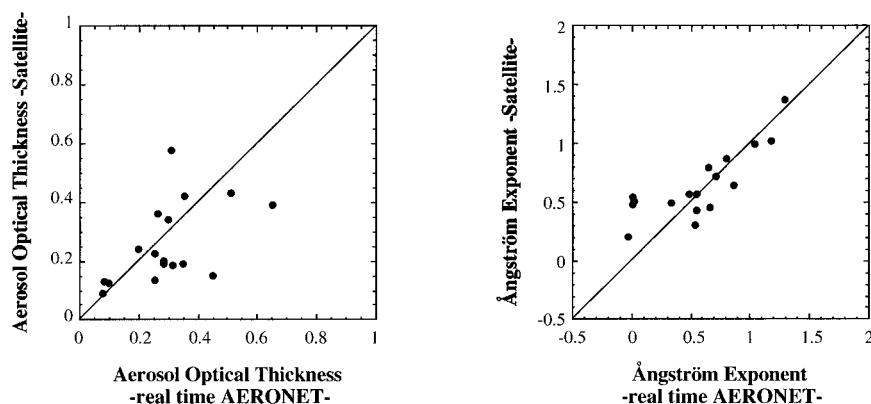 Aerosol Optical Thickness -Satellite-
1
0.8
0.6
0.4
0.2
0
0 0.2 0.4 0.6 0.8 1
Aerosol Optical Thickness
-real time AERONET-
Ångström Exponent -Satellite-
2
1.5
1
0.5
0
-0.5
-0.5 0 0.5 1 1.5 2
Ångström Exponent
-real time AERONET-